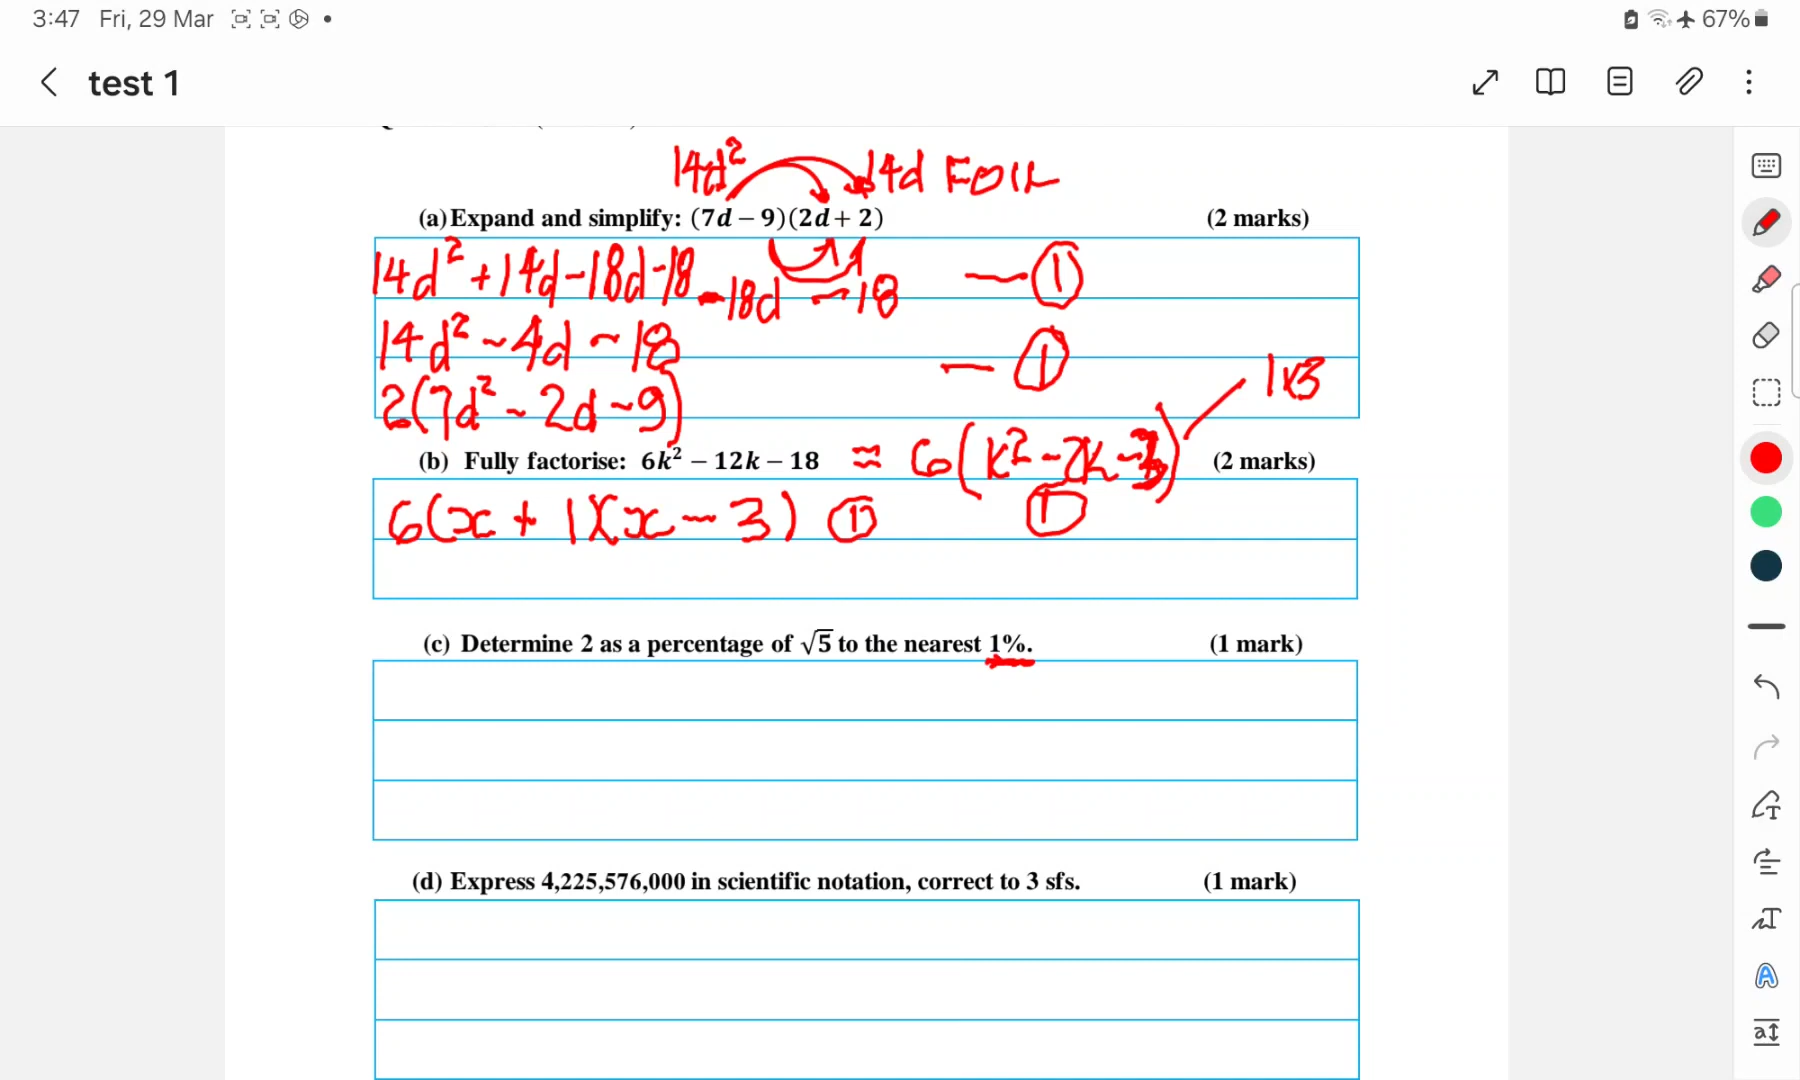 3:47 Fri, 29 Mar 67%
test 1
14d² 14d FOIL
(a) Expand and simplify: (7d − 9)(2d + 2) (2 marks)
14d² + 14d - 18d - 18 - 18d - 18 — ①
14d² - 4d - 18 — ①
2(7d² - 2d - 9) 1x3
(b) Fully factorise: 6k² − 12k − 18 = 6(k² - 2k - 3) (2 marks)
6(x + 1)(x - 3) ① ①
(c) Determine 2 as a percentage of √5 to the nearest 1%. (1 mark)
(d) Express 4,225,576,000 in scientific notation, correct to 3 sfs. (1 mark)